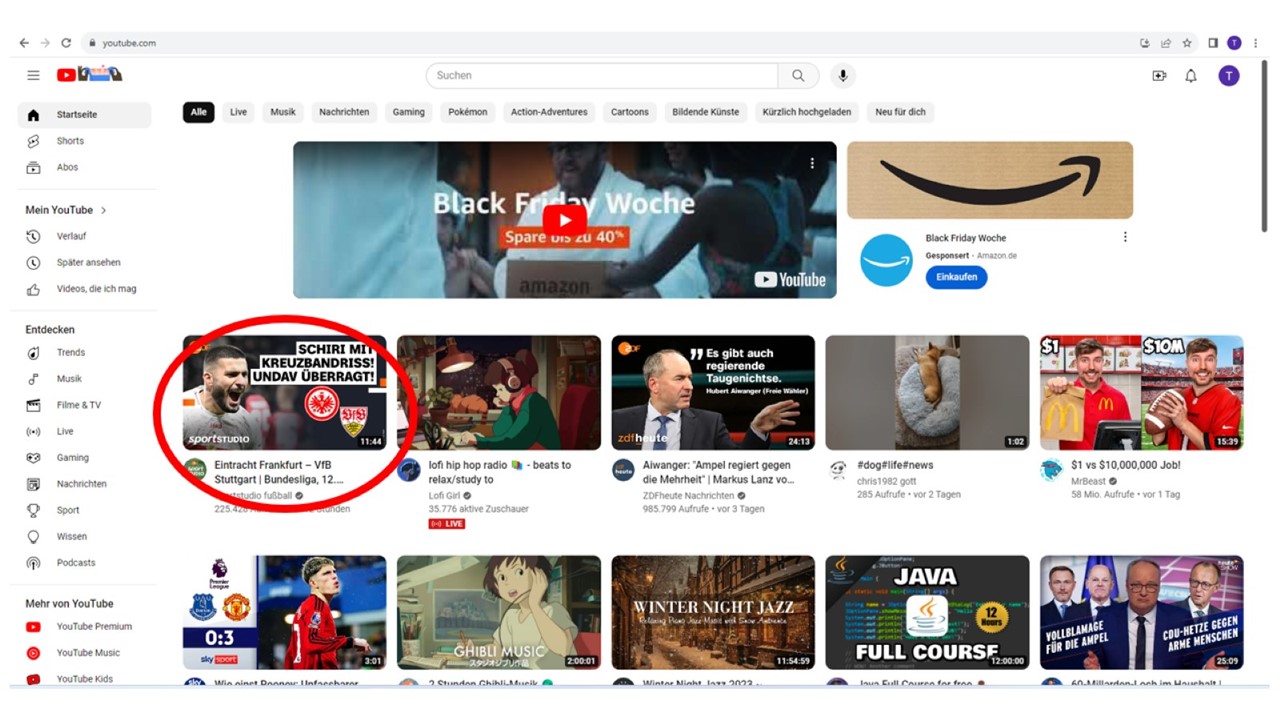 youtube.com
T
Suchen
T
Startseite
Shorts
Abos
Mein YouTube
Verlauf
Später ansehen
Videos, die ich mag
Entdecken
Trends
Musik
Filme & TV
Live
Gaming
Nachrichten
Sport
Wissen
Podcasts
Mehr von YouTube
YouTube Premium
YouTube Music
YouTube Kids
Alle
Live
Musik
Nachrichten
Gaming
Pokémon
Action-Adventures
Cartoons
Bildende Künste
Kürzlich hochgeladen
Neu für dich
Black Friday Woche
Spare bis zu 40%
amazon
YouTube
Black Friday Woche
Gesponsert · Amazon.de
Einkaufen
SCHIRI MIT
KREUZBANDRISS!
UNDAV ÜBERRAGT!
sportstudio
11:44
Eintracht Frankfurt – VfB
Stuttgart | Bundesliga, 12....
sportstudio fußball
lofi hip hop radio - beats to
relax/study to
Lofi Girl
35.776 aktive Zuschauer
LIVE
ZDF
Es gibt auch
regierende
Taugenichtse.
Hubert Aiwanger (Freie Wähler)
zdfheute
24:13
Aiwanger: "Ampel regiert gegen
die Mehrheit" | Markus Lanz vo...
ZDFheute Nachrichten
985.799 Aufrufe • vor 3 Tagen
1:02
#dog#life#news
chris1982 gott
285 Aufrufe • vor 2 Tagen
$1
$10M
15:39
$1 vs $10,000,000 Job!
MrBeast
58 Mio. Aufrufe • vor 1 Tag
Premier
League
0:3
sky sport
3:01
Wie einst Rooney: Unfassbarer
GHIBLI MUSIC
スタジオジブリ作品
2:00:01
2 Stunden Ghibli-Musik
WINTER NIGHT JAZZ
Relaxing Piano Jazz Music with Snow Ambience
11:54:59
Winter Night Jazz 2023 ~
JAVA
12
Hours
FULL COURSE
12:00:00
Java Full Course for free
VOLLBLAMAGE
FÜR DIE AMPEL
CDU-HETZE GEGEN
ARME MENSCHEN
25:09
60-Milliarden-Loch im Haushalt |